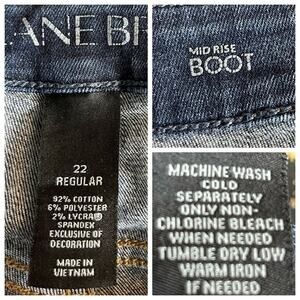 LANE BR
22
REGULAR
92% COTTON
6% POLYESTER
2% LYCRA®
SPANDEX
EXCLUSIVE OF
DECORATION
MADE IN
VIETNAM
MID RISE
BOOT
MACHINE WASH
COLD
SEPARATELY
ONLY NON-
CHLORINE BLEACH
WHEN NEEDED
TUMBLE DRY LOW
WARM IRON
IF NEEDED